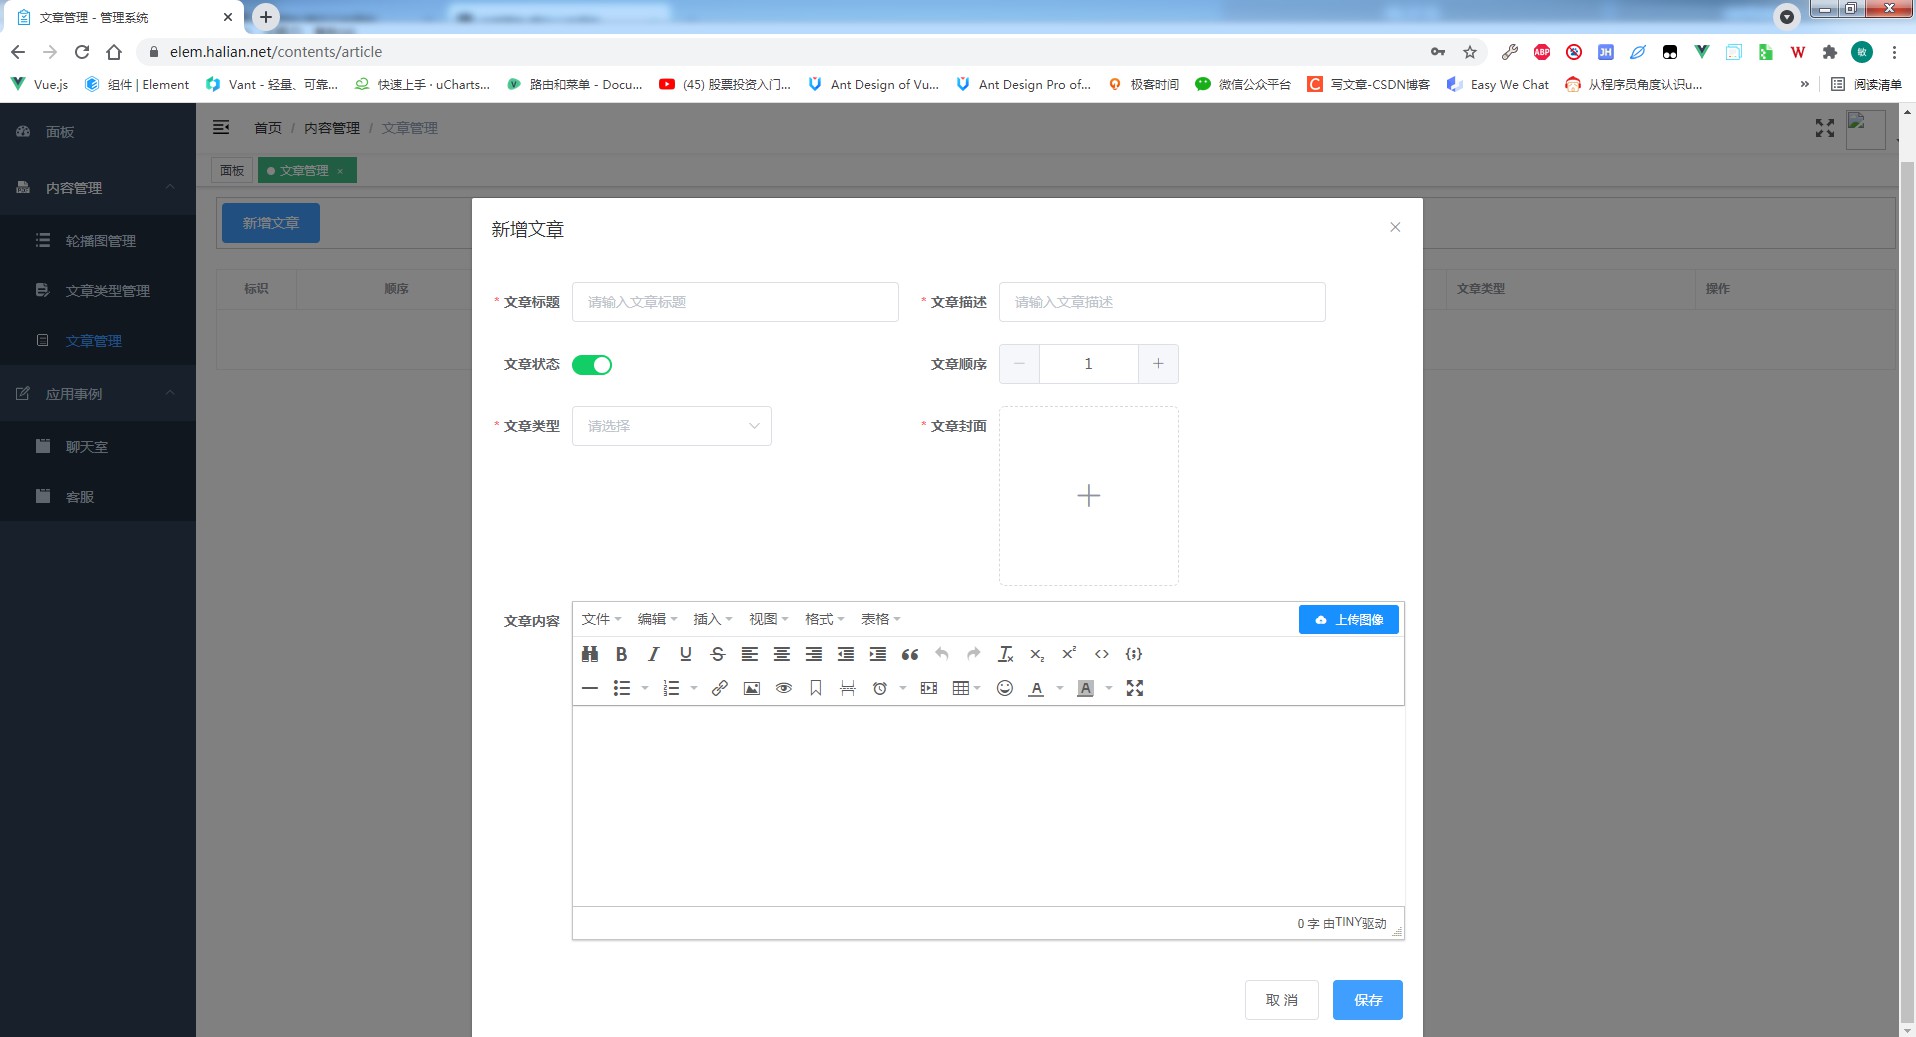 文章管理 - 管理系统
elem.halian.net/contents/article
ABP JH W 敏
Vue.js 组件 | Element Vant - 轻量、可靠... 快速上手 · uCharts... 路由和菜单 - Docu... (45) 股票投资入门... Ant Design of Vu... Ant Design Pro of... 极客时间 微信公众平台 C 写文章-CSDN博客 Easy We Chat 从程序员角度认识u... » 阅读清单
面板
内容管理
轮播图管理
文章类型管理
文章管理
应用事例
聊天室
客服
首页 / 内容管理 / 文章管理
面板 文章管理 ×
新增文章
标识 顺序 文章类型 操作
新增文章
* 文章标题 请输入文章标题 * 文章描述 请输入文章描述
文章状态 文章顺序 1
* 文章类型 请选择 * 文章封面
文章内容 文件 编辑 插入 视图 格式 表格 上传图像
0 字 由TINY驱动
取 消 保存